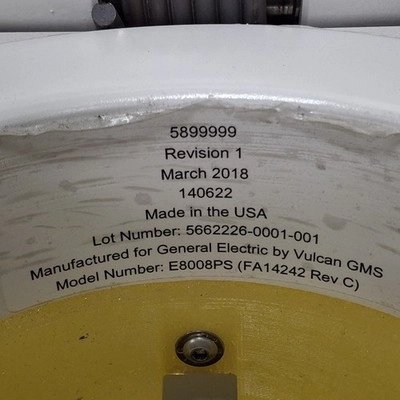 5899999
Revision 1
March 2018
140622
Made in the USA
Lot Number: 5662226-0001-001
Manufactured for General Electric by Vulcan GMS
Model Number: E8008PS (FA14242 Rev C)